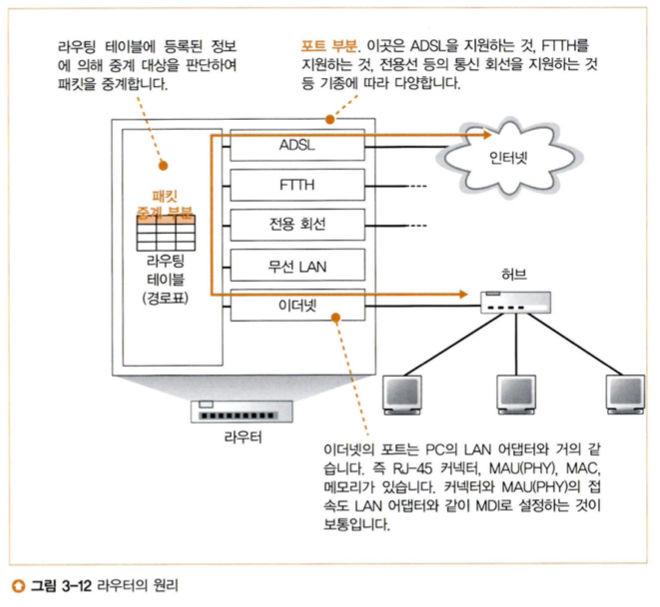 라우팅 테이블에 등록된 정보
에 의해 중계 대상을 판단하여
패킷을 중계합니다.
포트 부분. 이곳은 ADSL을 지원하는 것, FTTH를
지원하는 것, 전용선 등의 통신 회선을 지원하는 것
등 기종에 따라 다양합니다.
ADSL
인터넷
FTTH
패킷
중계 부분
전용 회선
라우팅
테이블
(경로표)
무선 LAN
허브
이더넷
라우터
이더넷의 포트는 PC의 LAN 어댑터와 거의 같
습니다. 즉 RJ-45 커넥터, MAU(PHY), MAC,
메모리가 있습니다. 커넥터와 MAU(PHY)의 접
속도 LAN 어댑터와 같이 MDI로 설정하는 것이
보통입니다.
그림 3-12 라우터의 원리